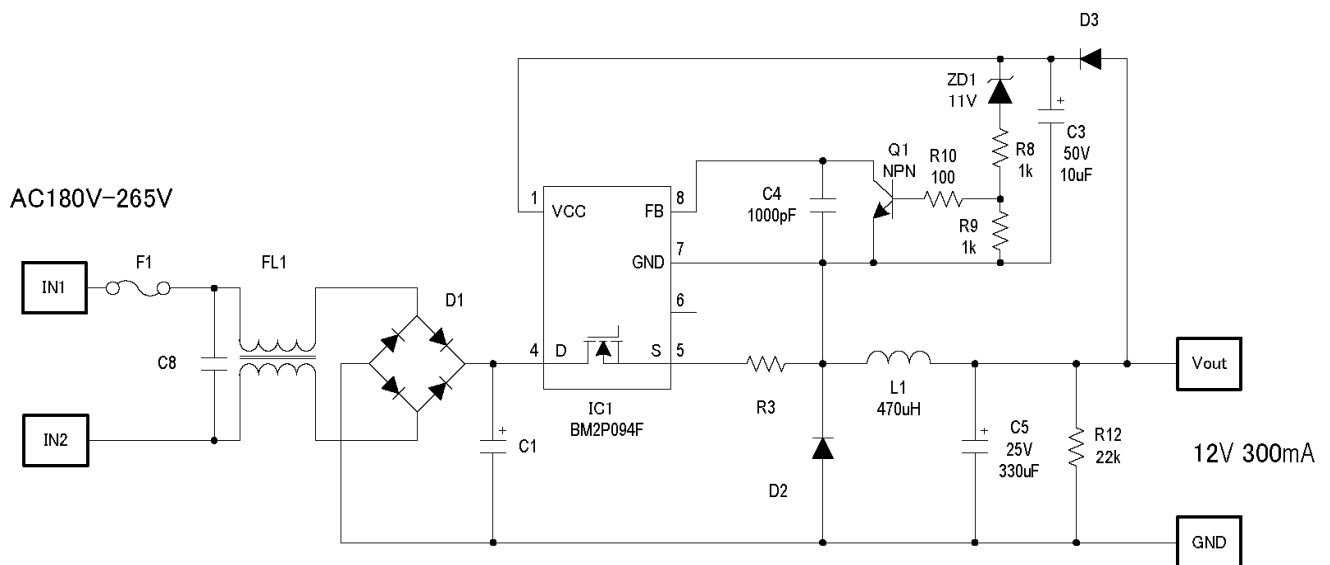 D3
ZD1
11V
C3
50V
10uF
R8
1k
Q1
NPN
R10
100
C4
1000pF
R9
1k
AC180V-265V
1
VCC
FB
8
7
GND
6
4
D
S
5
IN1
F1
FL1
D1
C8
IN2
C1
IC1
BM2P094F
R3
L1
470uH
D2
C5
25V
330uF
R12
22k
Vout
12V 300mA
GND